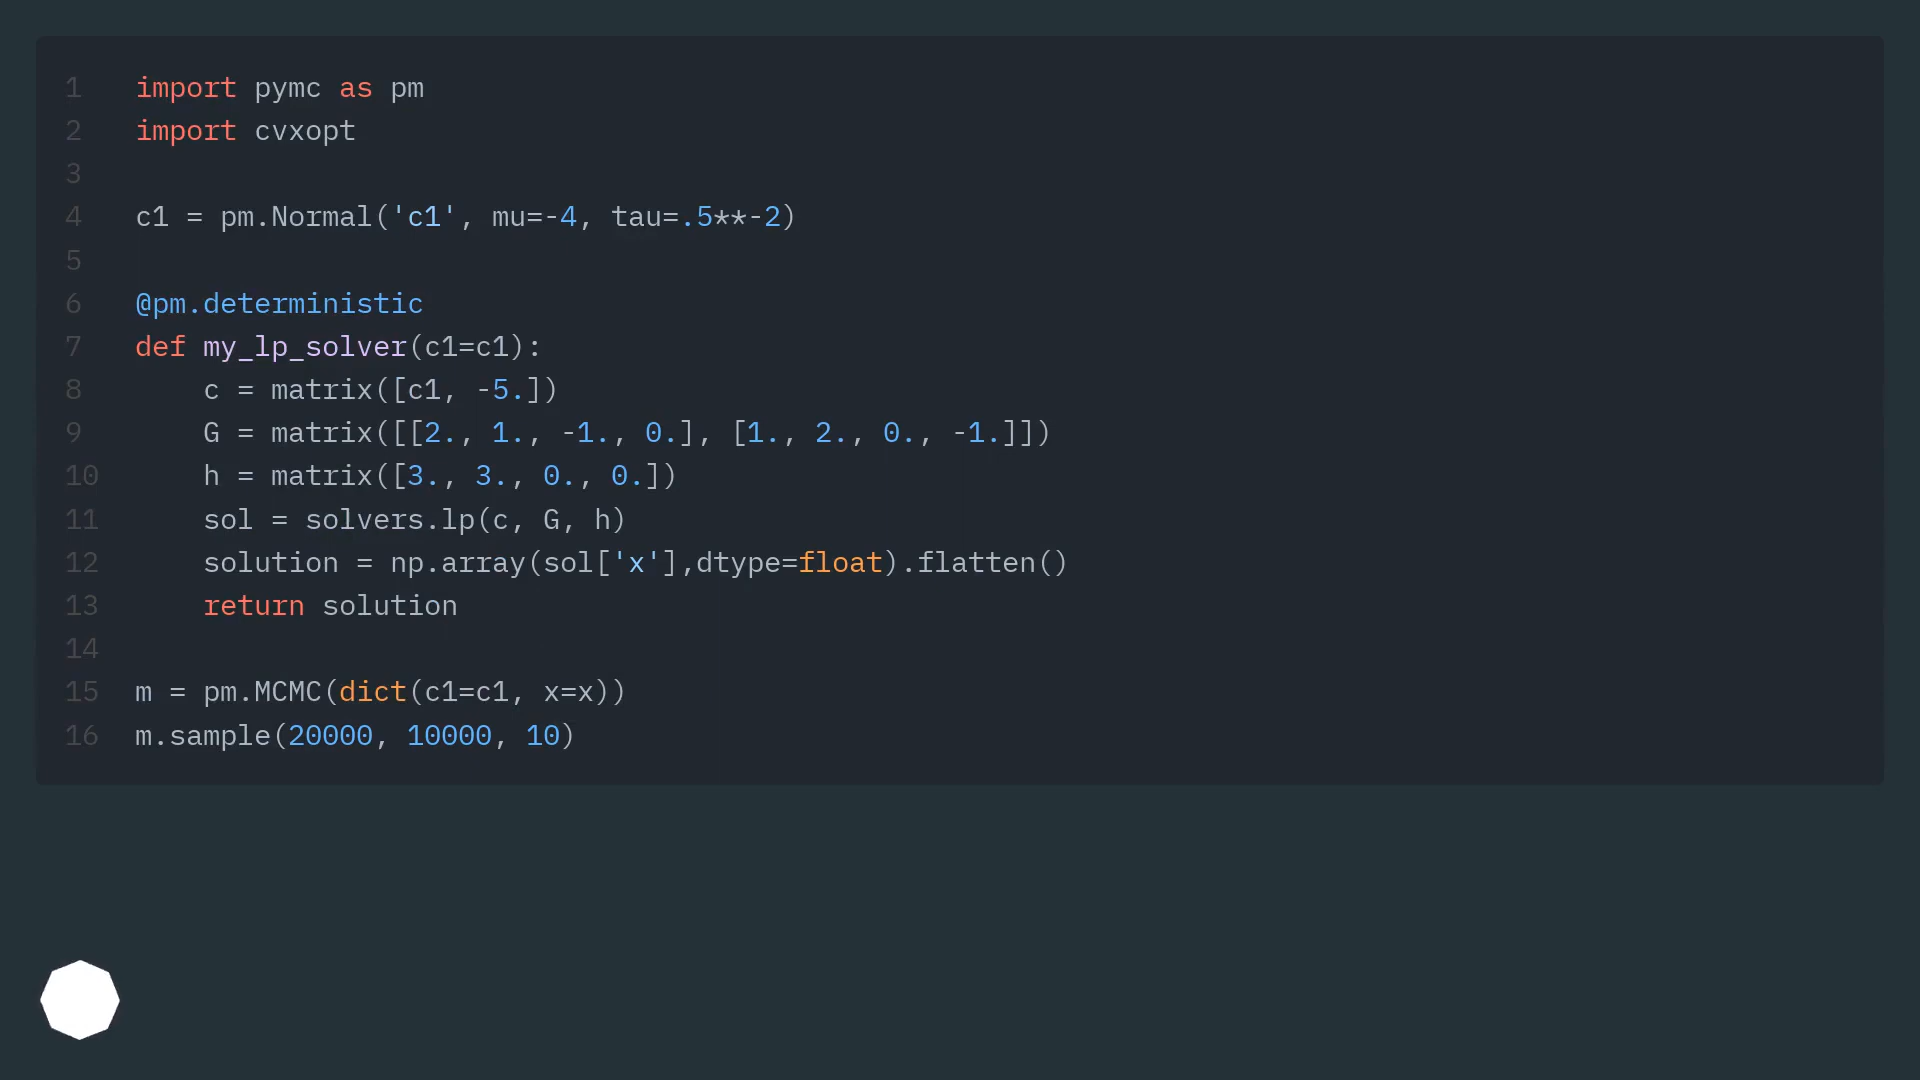 1 import pymc as pm
2 import cvxopt
3
4 c1 = pm.Normal('c1', mu=-4, tau=.5**-2)
5
6 @pm.deterministic
7 def my_lp_solver(c1=c1):
8     c = matrix([c1, -5.])
9     G = matrix([[2., 1., -1., 0.], [1., 2., 0., -1.]])
10     h = matrix([3., 3., 0., 0.])
11     sol = solvers.lp(c, G, h)
12     solution = np.array(sol['x'],dtype=float).flatten()
13     return solution
14
15 m = pm.MCMC(dict(c1=c1, x=x))
16 m.sample(20000, 10000, 10)